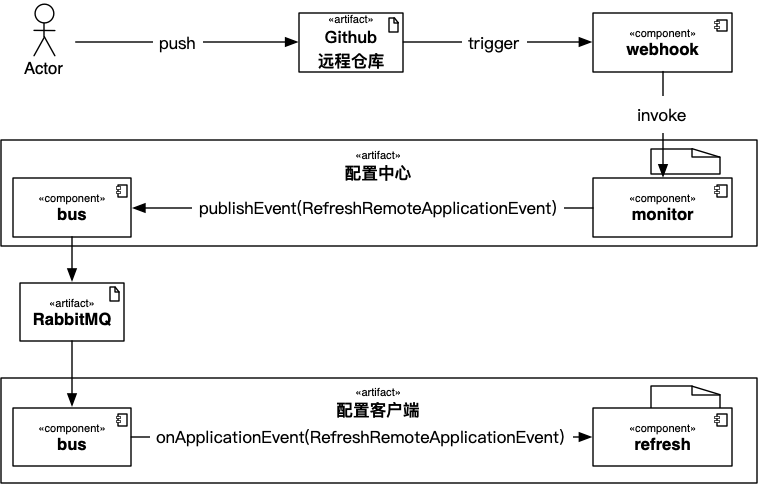 «artifact»
Github
远程仓库
push
trigger
«component»
webhook
Actor
invoke
«artifact»
配置中心
«component»
bus
publishEvent(RefreshRemoteApplicationEvent)
«component»
monitor
«artifact»
RabbitMQ
«artifact»
配置客户端
«component»
bus
onApplicationEvent(RefreshRemoteApplicationEvent)
«component»
refresh